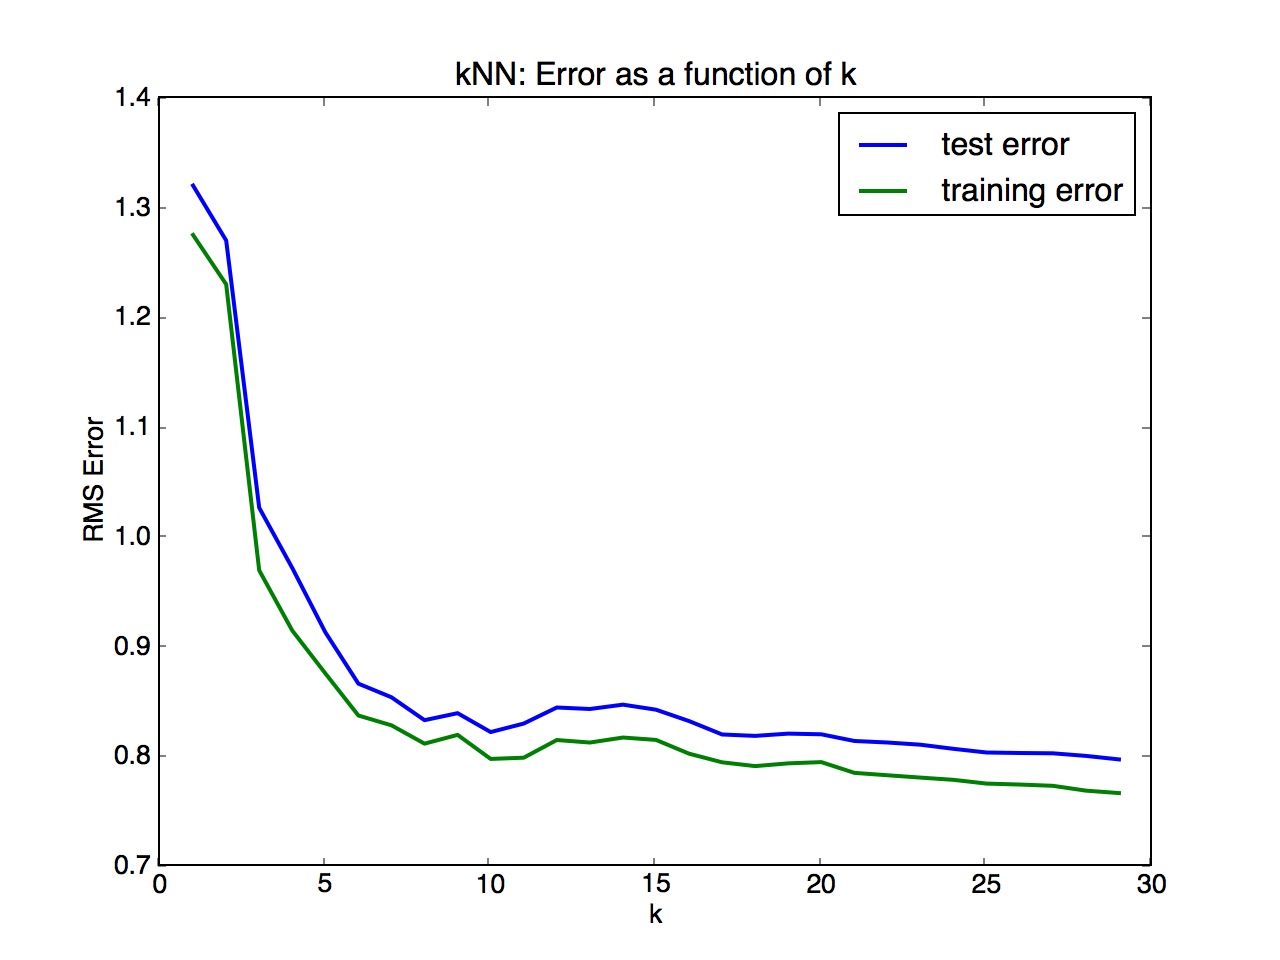 kNN: Error as a function of k
test error
training error
1.4
1.3
1.2
1.1
1.0
0.9
0.8
0.7
RMS Error
0 5 10 15 20 25 30
k